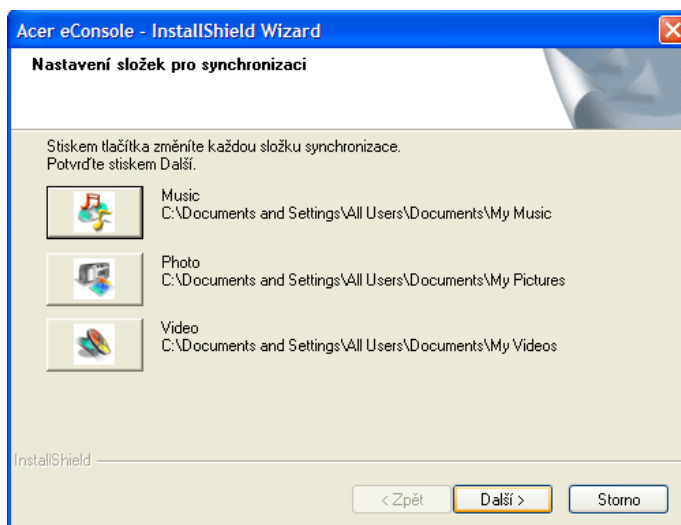 Acer eConsole - InstallShield Wizard
Nastavení složek pro synchronizaci
Stiskem tlačítka změníte každou složku synchronizace.
Potvrďte stiskem Další.
Music
C:\Documents and Settings\All Users\Documents\My Music
Photo
C:\Documents and Settings\All Users\Documents\My Pictures
Video
C:\Documents and Settings\All Users\Documents\My Videos
InstallShield
< Zpět
Další >
Storno